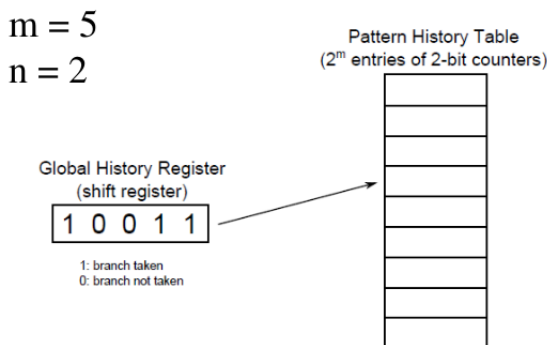 m = 5
n = 2
Pattern History Table
(2^m entries of 2-bit counters)
Global History Register
(shift register)
1 0 0 1 1
1: branch taken
0: branch not taken